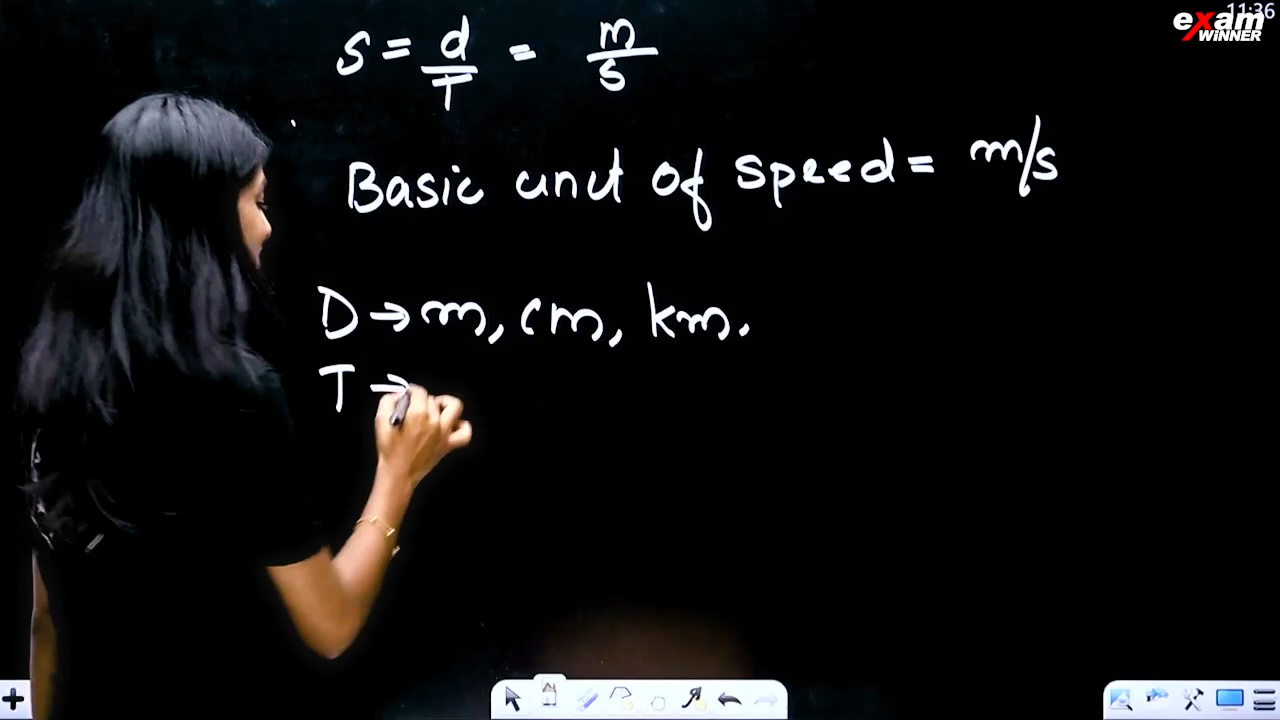 11:36
exam
WiNNER
S = d/T = m/s
Basic unit of speed = m/s
D → m, cm, km.
T →